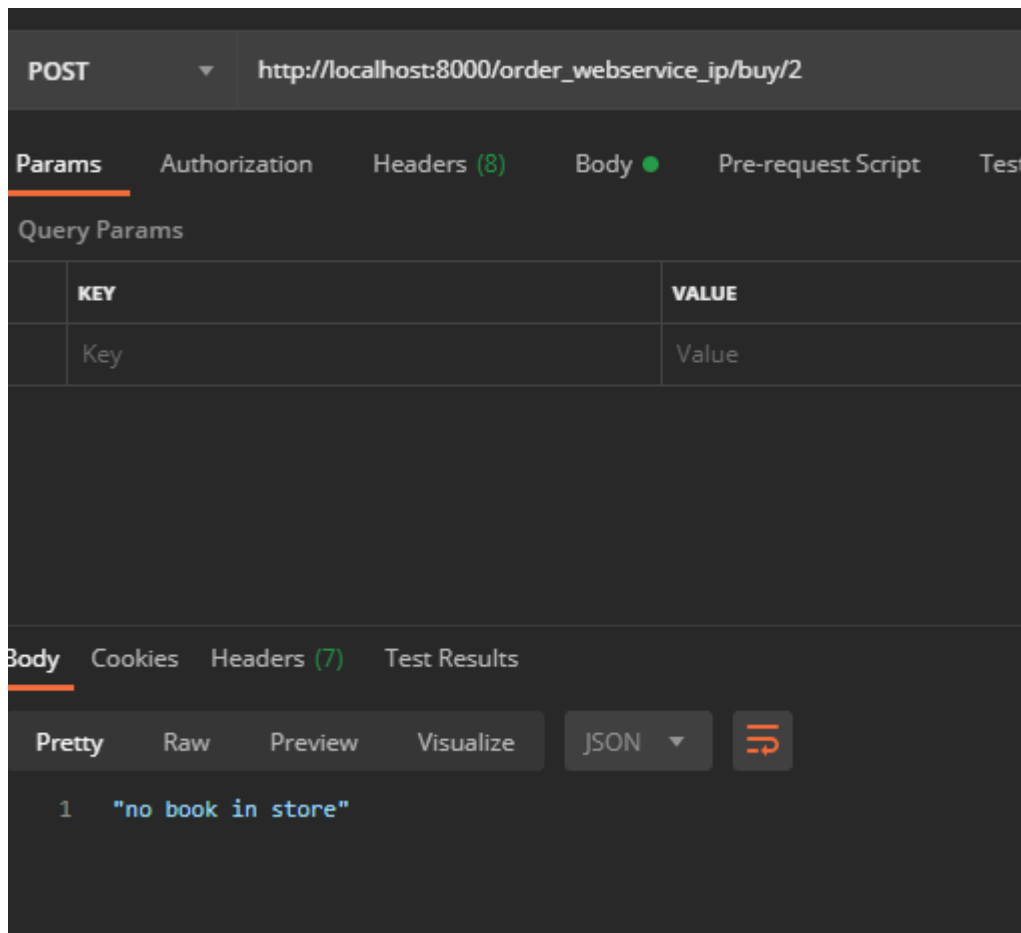 POST http://localhost:8000/order_webservice_ip/buy/2
Params Authorization Headers (8) Body Pre-request Script Test
Query Params
KEY VALUE
Key Value
Body Cookies Headers (7) Test Results
Pretty Raw Preview Visualize JSON
1 "no book in store"